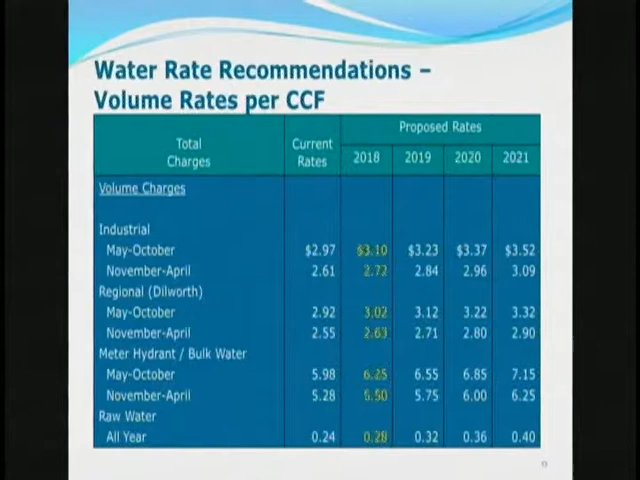 Water Rate Recommendations –
Volume Rates per CCF
Total Charges Current Rates Proposed Rates
2018 2019 2020 2021
Volume Charges
Industrial
May-October $2.97 $3.10 $3.23 $3.37 $3.52
November-April 2.61 2.72 2.84 2.96 3.09
Regional (Dilworth)
May-October 2.92 3.02 3.12 3.22 3.32
November-April 2.55 2.63 2.71 2.80 2.90
Meter Hydrant / Bulk Water
May-October 5.98 6.25 6.55 6.85 7.15
November-April 5.28 5.50 5.75 6.00 6.25
Raw Water
All Year 0.24 0.28 0.32 0.36 0.40